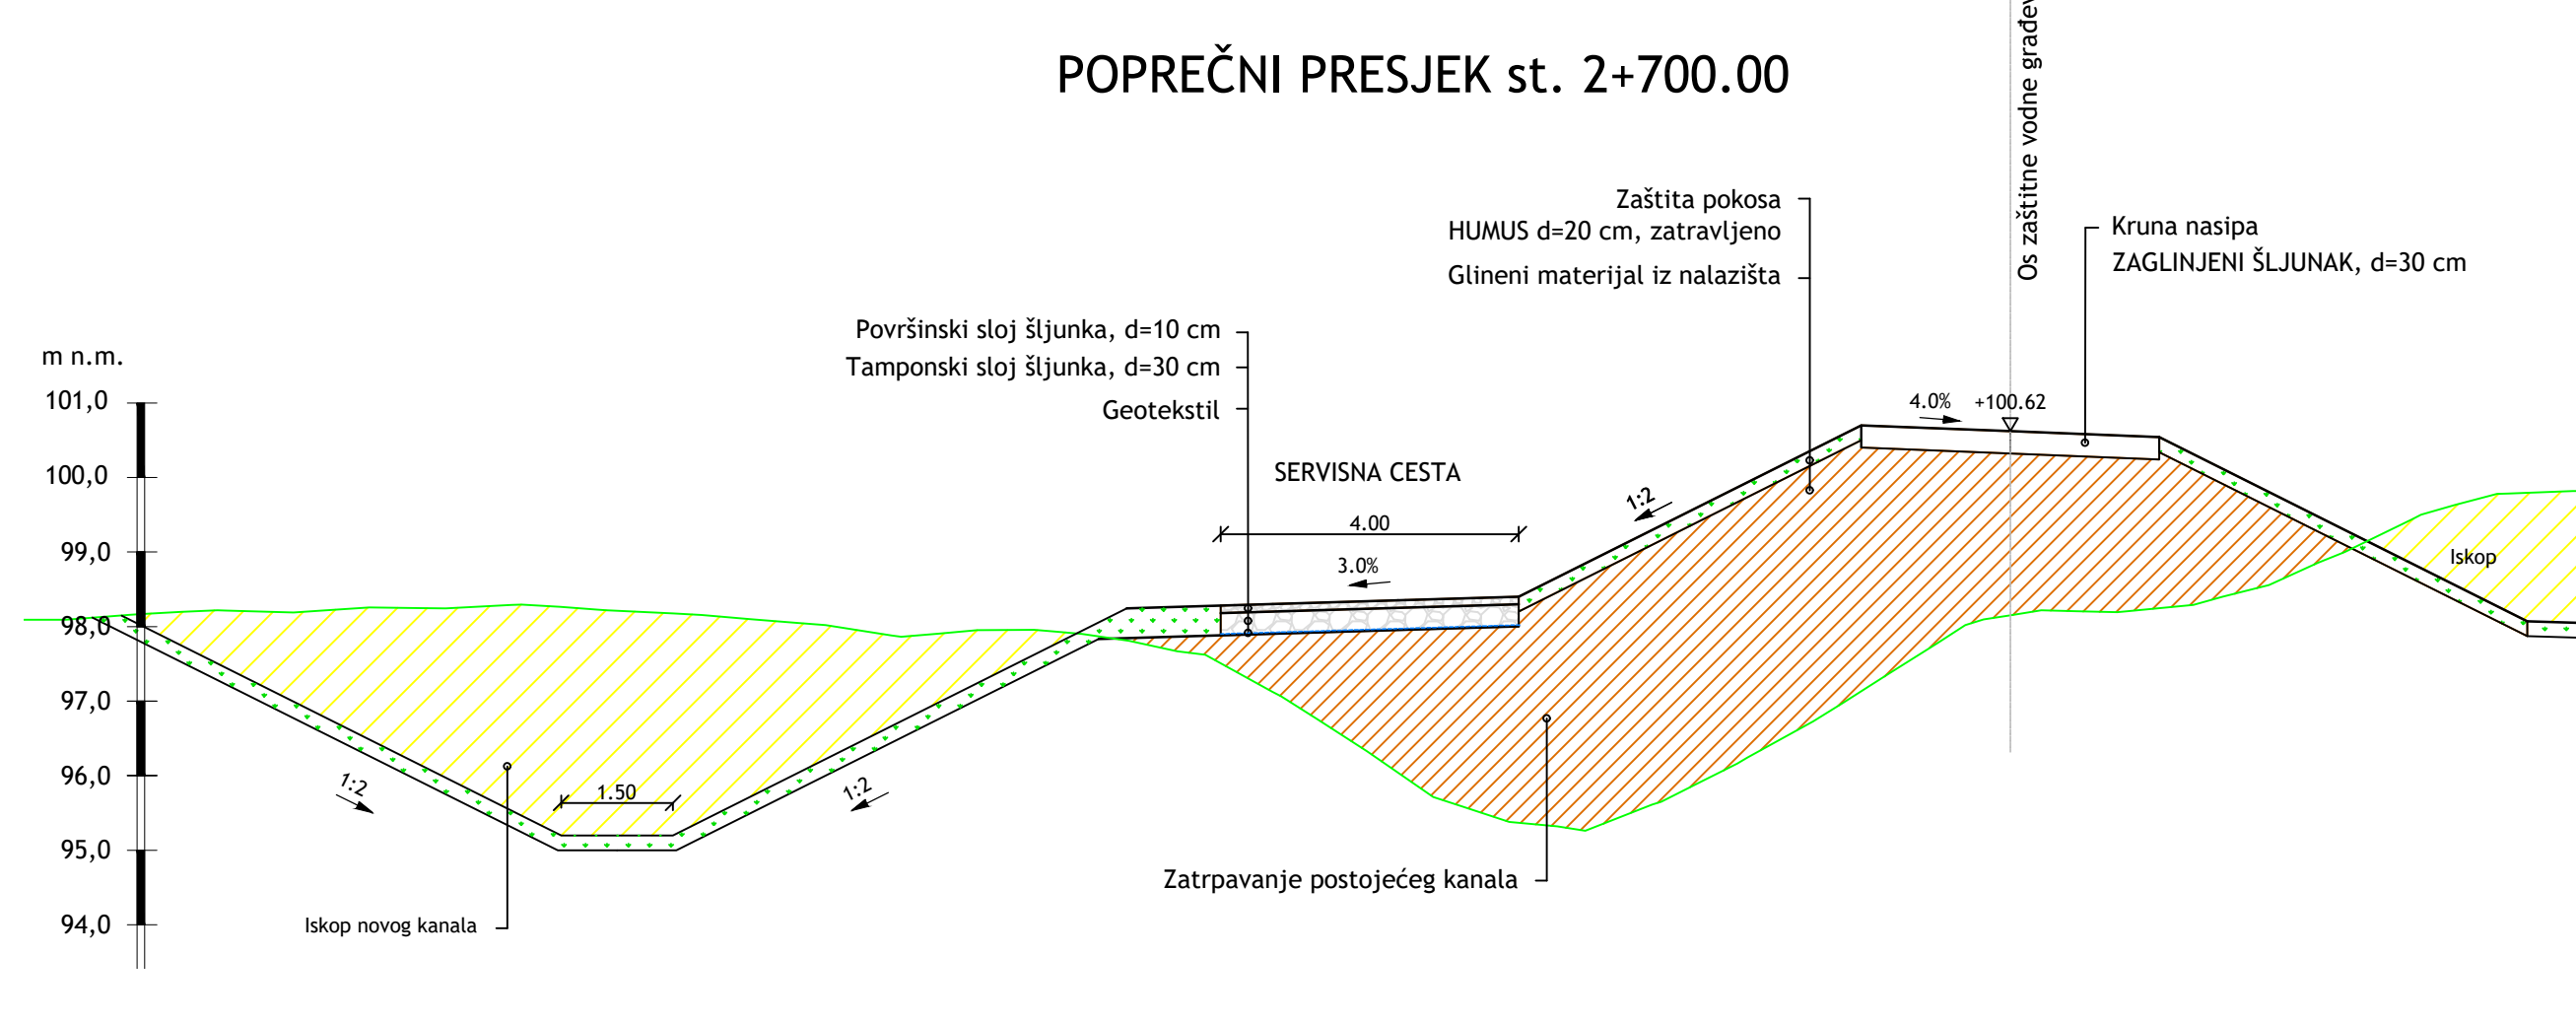 POPREČNI PRESJEK st. 2+700.00
Os zaštitne vodne
Zaštita pokosa
HUMUS d=20 cm, zatravljeno
Glineni materijal iz nalazišta
Kruna nasipa
ZAGLINJENI ŠLJUNAK, d=30 cm
Površinski sloj šljunka, d=10 cm
Tamponski sloj šljunka, d=30 cm
Geotekstil
m n.m.
101,0
100,0
99,0
98,0
97,0
96,0
95,0
94,0
4.0%
+100.62
SERVISNA CESTA
4.00
3.0%
1:2
Iskop
1:2
1.50
1:2
Zatrpavanje postojećeg kanala
Iskop novog kanala